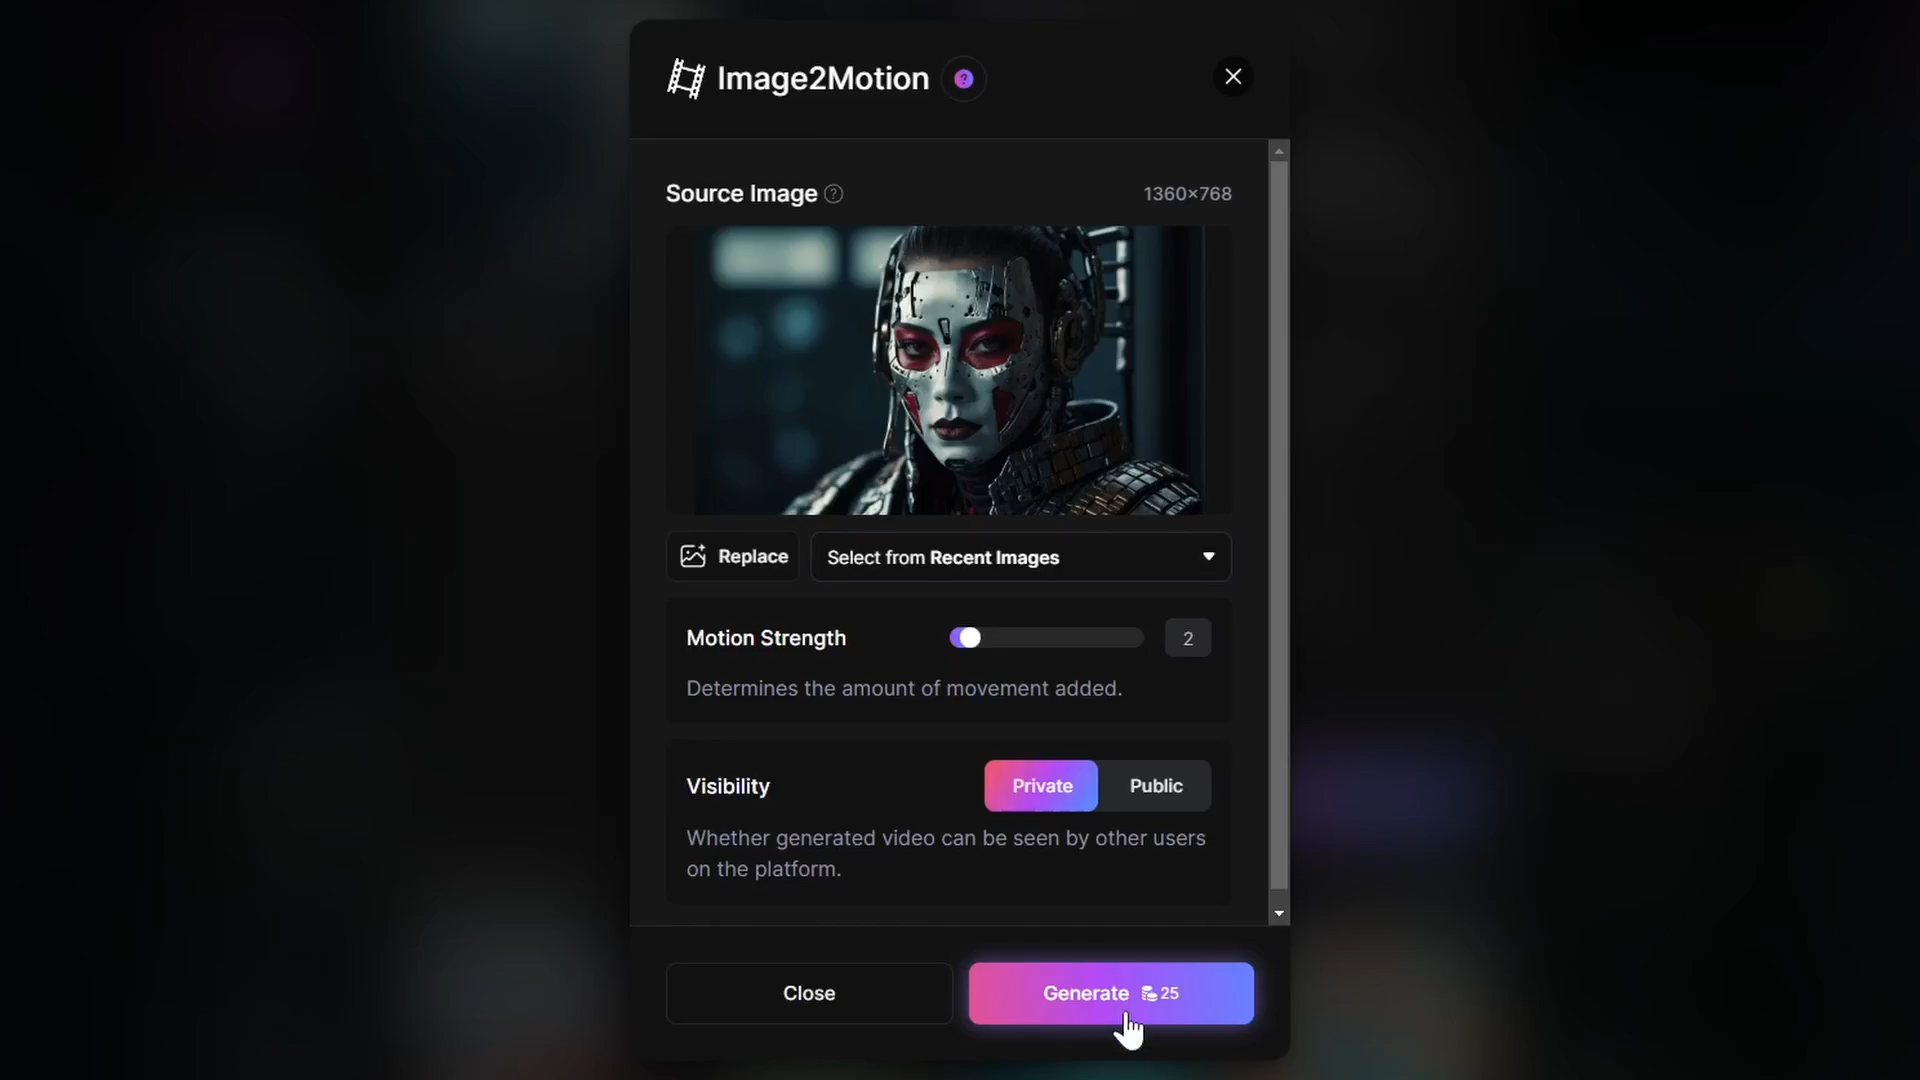 Image2Motion ?
Source Image ? 1360×768
Replace Select from Recent Images
Motion Strength 2
Determines the amount of movement added.
Visibility Private Public
Whether generated video can be seen by other users
on the platform.
Close Generate 25